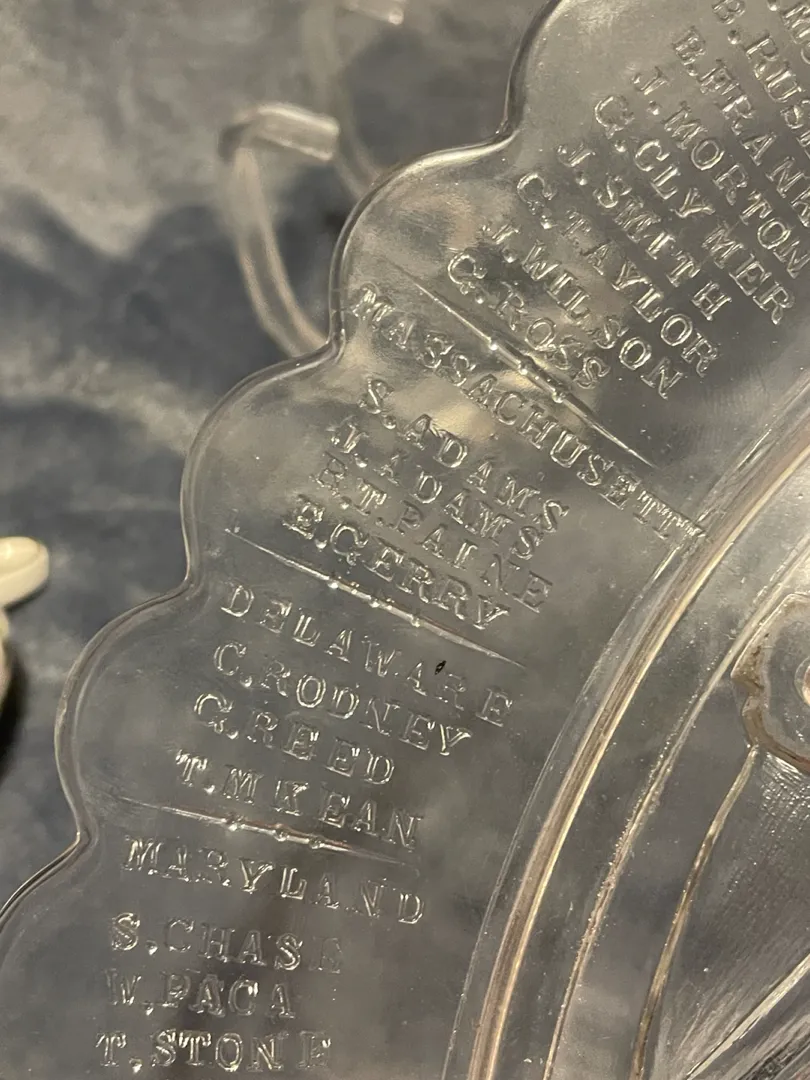 B. RUS
B. FRANK
J. MORTON
G. CLYMER
J. SMITH
G. TAYLOR
J. WILSON
G. ROSS
MASSACHUSETT
S. ADAMS
J. ADAMS
R. T. PAINE
E. GERRY
DELAWARE
C. RODNEY
G. REED
T. M KEAN
MARYLAND
S. CHASE
W. PACA
T. STONE